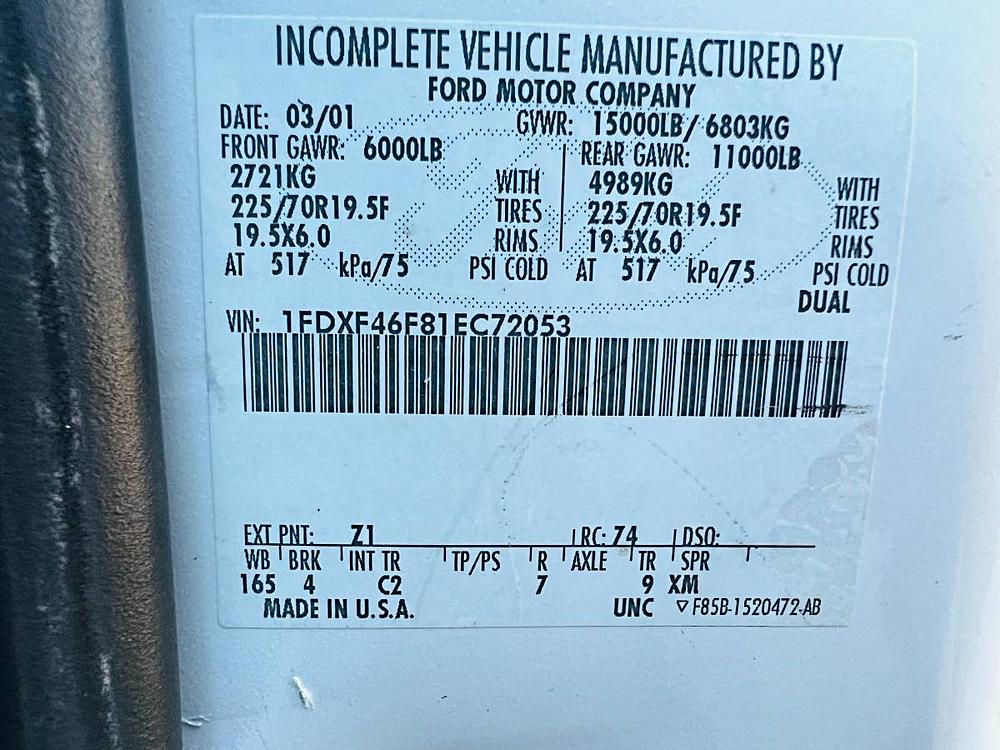 INCOMPLETE VEHICLE MANUFACTURED BY
FORD MOTOR COMPANY
DATE: 03/01 GVWR: 15000LB/ 6803KG
FRONT GAWR: 6000LB REAR GAWR: 11000LB
2721KG WITH 4989KG WITH
225/70R19.5F TIRES 225/70R19.5F TIRES
19.5X6.0 RIMS 19.5X6.0 RIMS
AT 517 kPa/75 PSI COLD AT 517 kPa/75 PSI COLD
DUAL
VIN: 1FDXF46F81EC72053
EXT PNT: Z1 RC: 74 DSO:
WB BRK INT TR TP/PS R AXLE TR SPR
165 4 C2 7 9 XM
MADE IN U.S.A. UNC ▽ F85B-1520472-AB